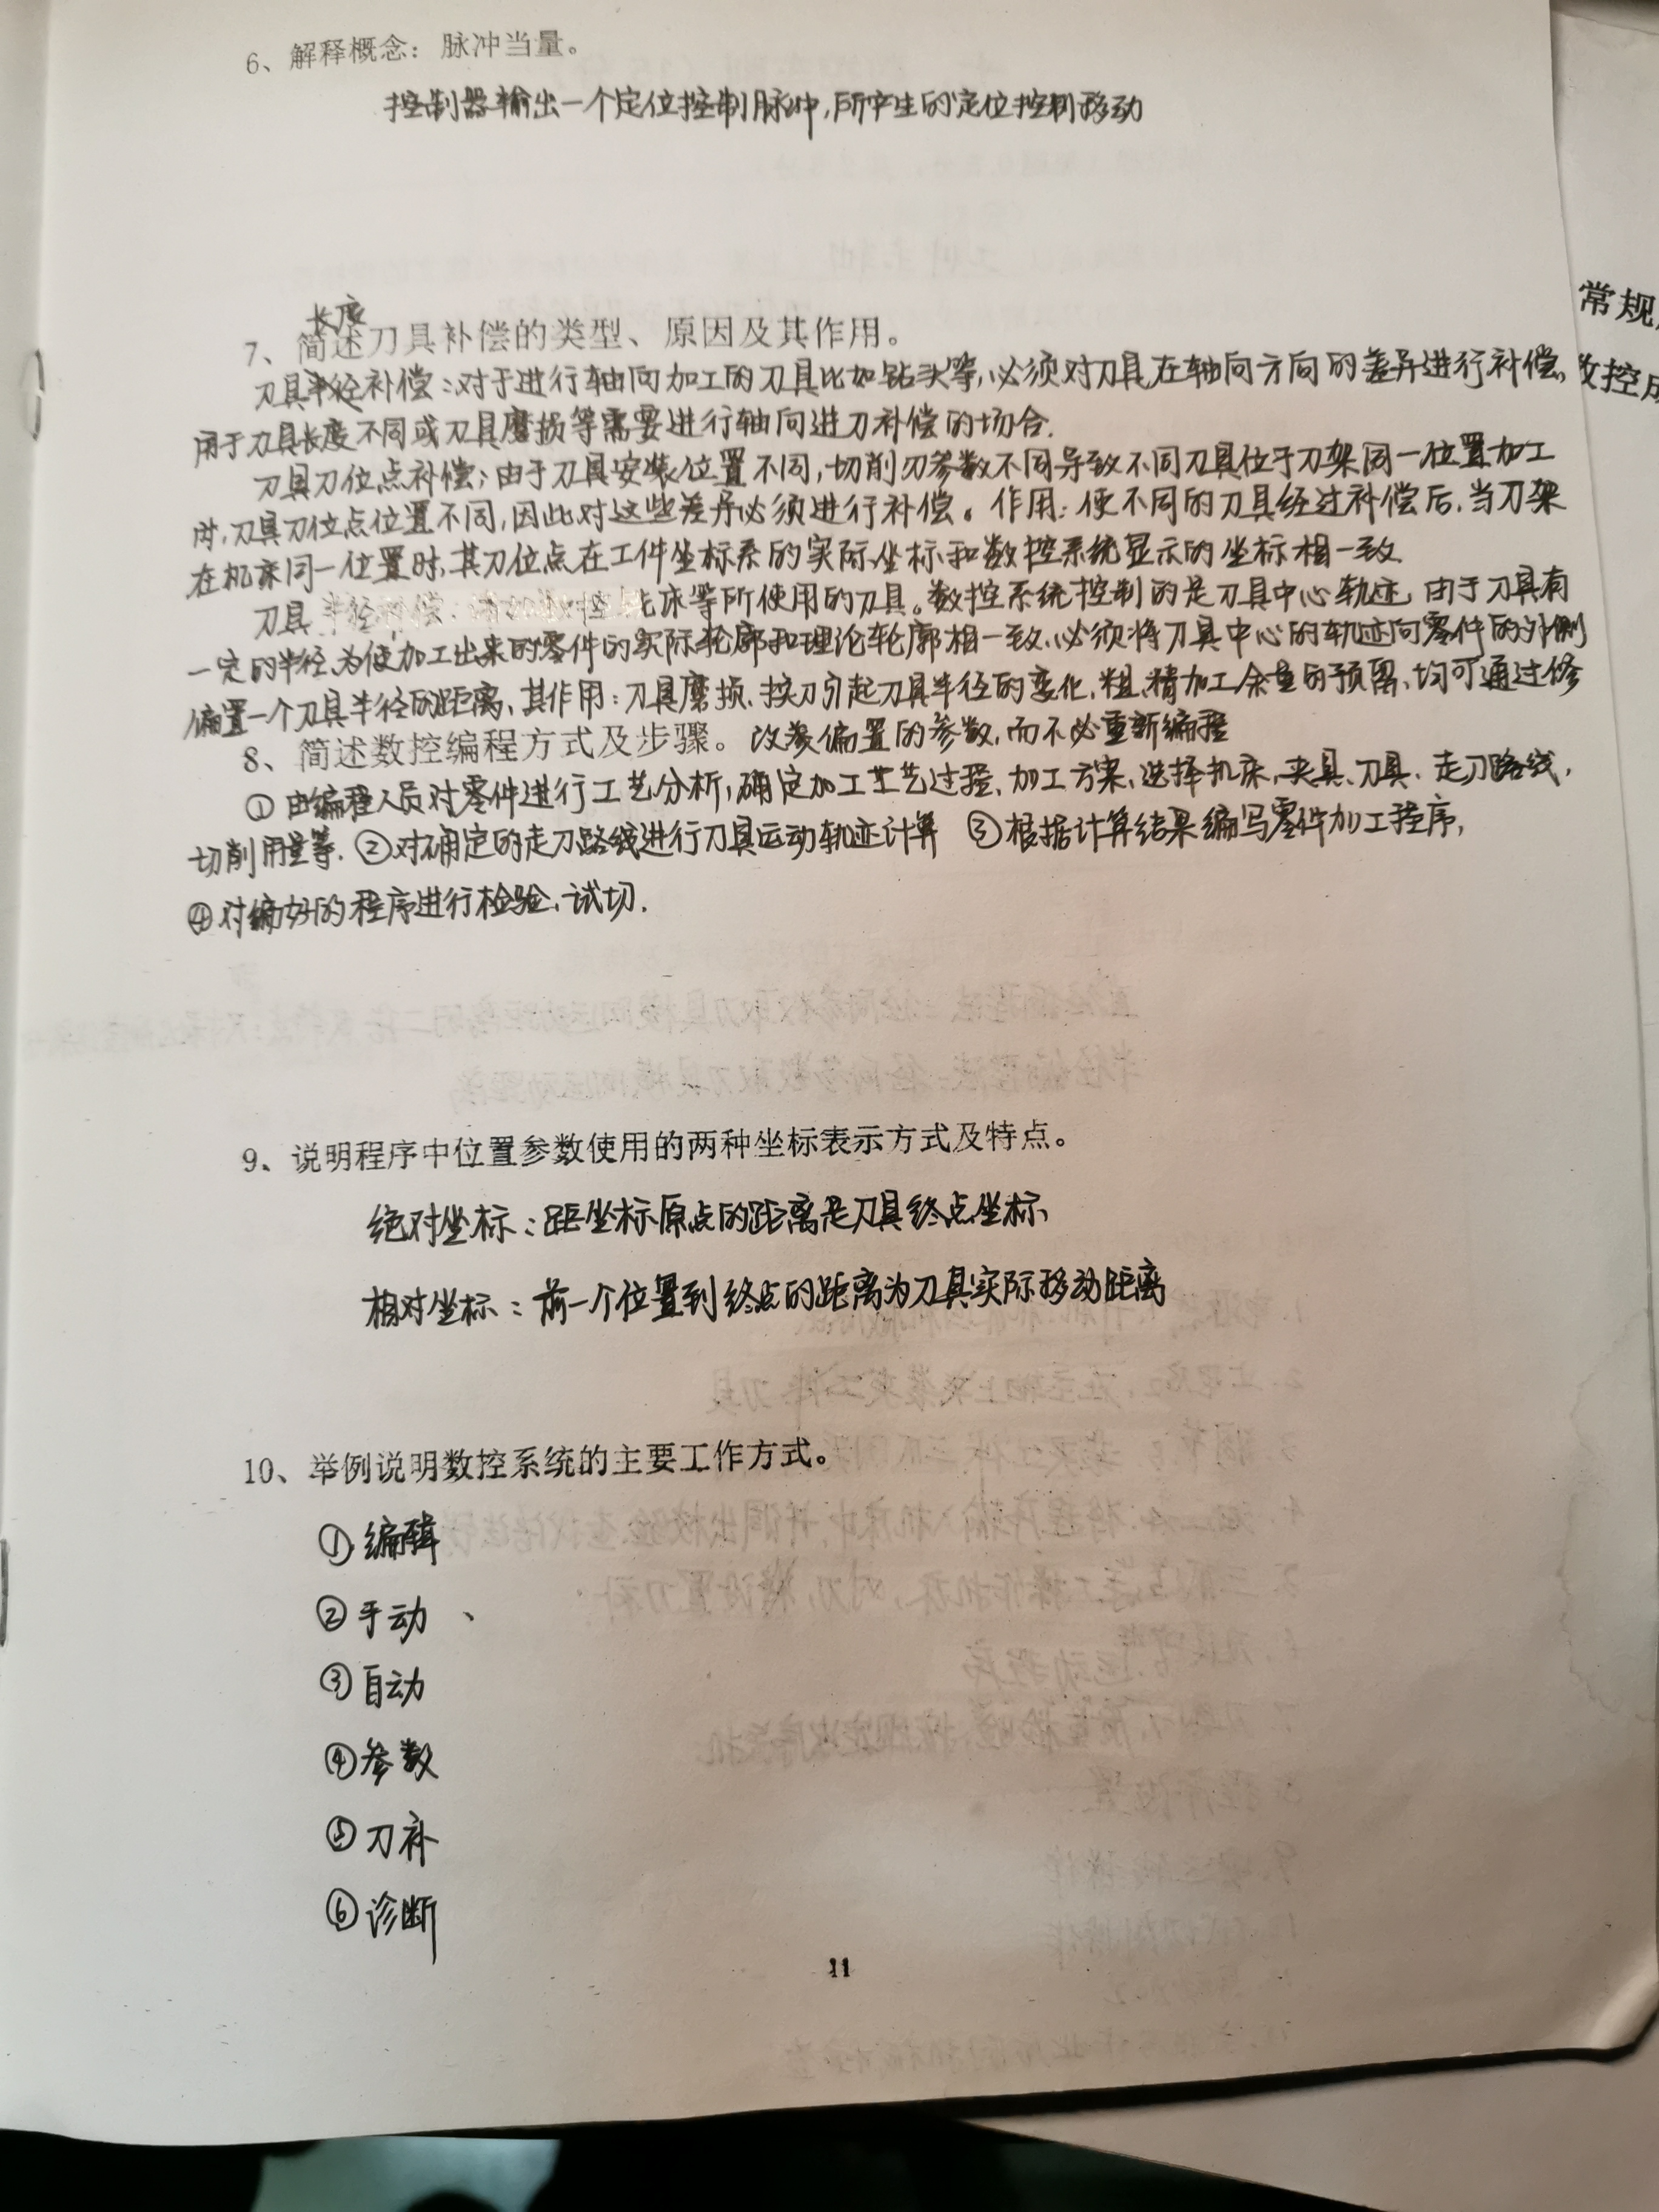 6、解释概念：脉冲当量。
控制器输出一个定位控制脉冲,所产生的定位控制移动
常规
长度
7、简述刀具补偿的类型、原因及其作用。
刀具半径补偿：对于进行轴向加工的刀具比如钻头等,必须对刀具在轴向方向的差异进行补偿,
数控成
用于刀具长度不同或刀具磨损等需要进行轴向进刀补偿的场合.
刀具刀位点补偿；由于刀具安装位置不同,切削刃参数不同导致不同刀具位于刀架同一位置加工
时,刀具刀位点位置不同,因此对这些差异必须进行补偿。作用：使不同的刀具经过补偿后,当刀架
在机床同一位置时,其刀位点在工件坐标系的实际坐标和数控系统显示的坐标相一致
刀具半径补偿：控铣床等所使用的刀具。数控系统控制的是刀具中心轨迹,由于刀具有
一定的半径,为使加工出来的零件的实际轮廓和理论轮廓相一致,必须将刀具中心的轨迹向零件的外侧
偏置一个刀具半径的距离,其作用：刀具磨损、换刀引起刀具半径的变化,粗、精加工余量的预留,均可通过修
8、简述数控编程方式及步骤。改变偏置的参数,而不必重新编程
①由编程人员对零件进行工艺分析,确定加工工艺过程、加工方案、选择机床、夹具、刀具、走刀路线,
切削用量等.②对确定的走刀路线进行刀具运动轨迹计算 ③根据计算结果编写零件加工程序,
④对编好的程序进行检验、试切.
9、说明程序中位置参数使用的两种坐标表示方式及特点。
绝对坐标：距坐标原点的距离是刀具终点坐标
相对坐标：前一个位置到终点的距离为刀具实际移动距离
10、举例说明数控系统的主要工作方式。
①编辑
②手动、
③自动
④参数
⑤刀补
⑥诊断
11